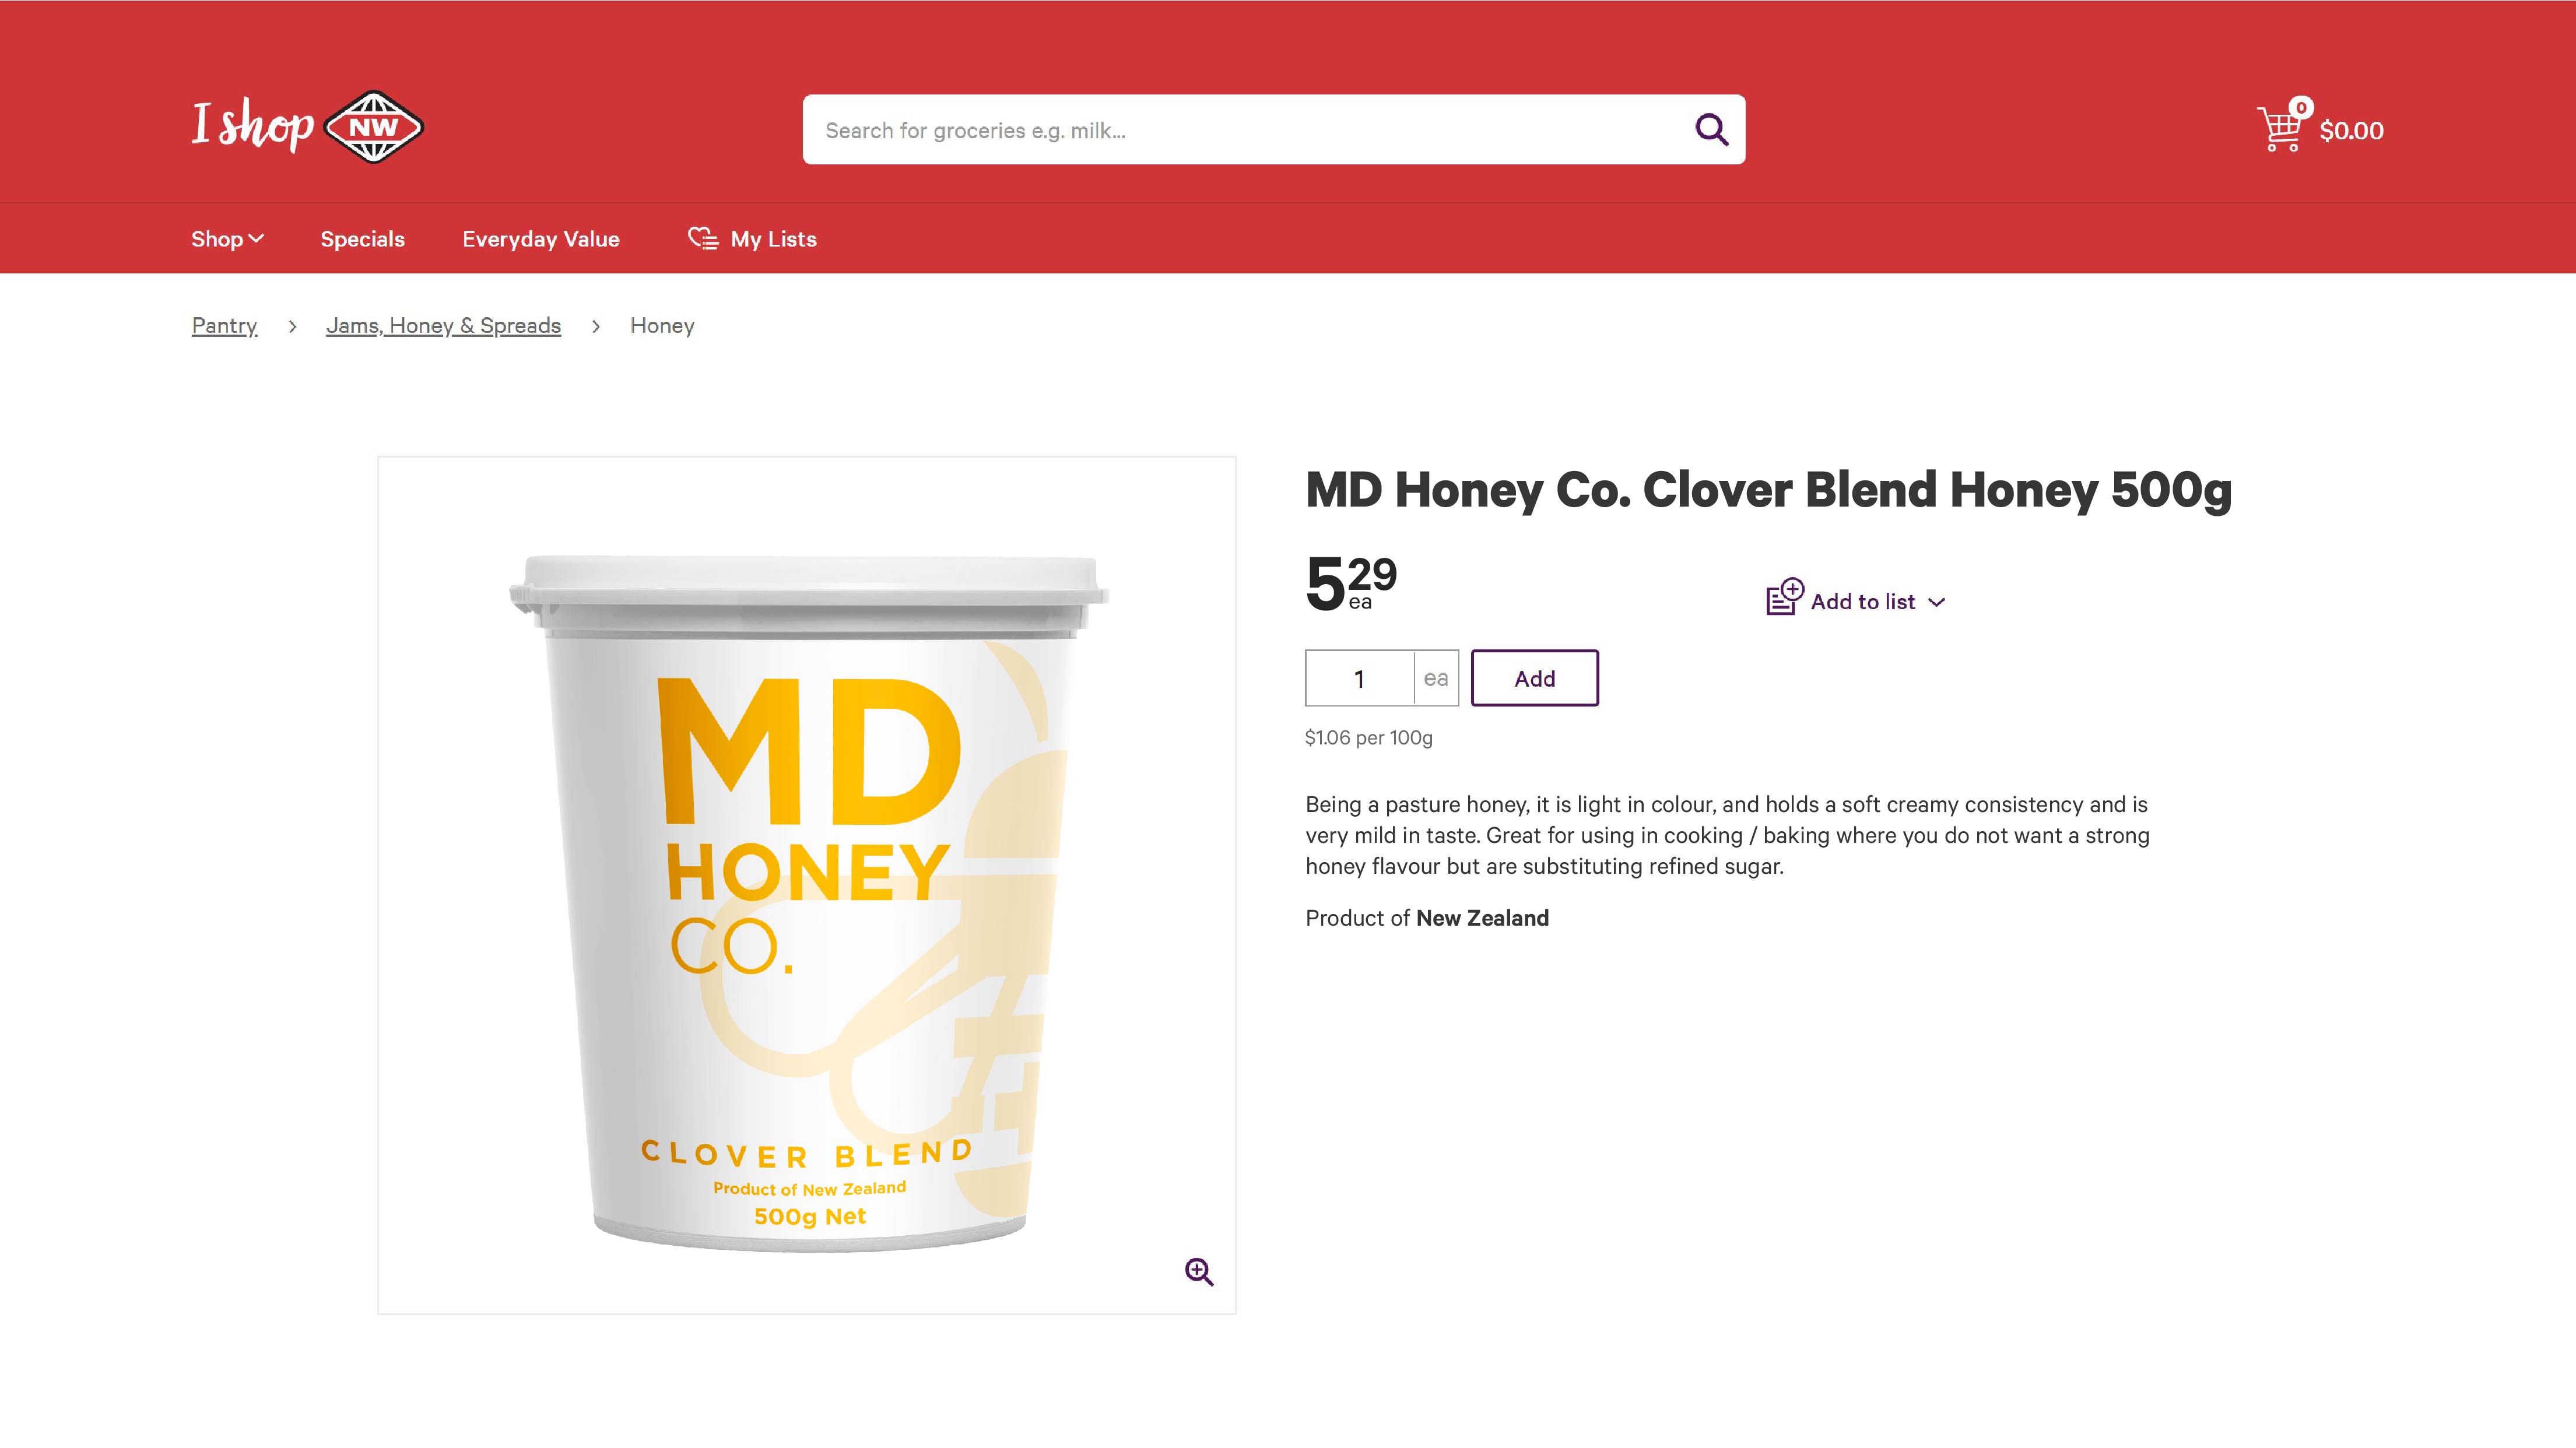 I shop NW
Search for groceries e.g. milk...
0
$0.00
Shop
Specials
Everyday Value
My Lists
Pantry > Jams, Honey & Spreads > Honey
MD
HONEY
CO.
CLOVER BLEND
Product of New Zealand
500g Net
MD Honey Co. Clover Blend Honey 500g
5 29
ea
Add to list
1 ea
Add
$1.06 per 100g
Being a pasture honey, it is light in colour, and holds a soft creamy consistency and is
very mild in taste. Great for using in cooking / baking where you do not want a strong
honey flavour but are substituting refined sugar.
Product of New Zealand